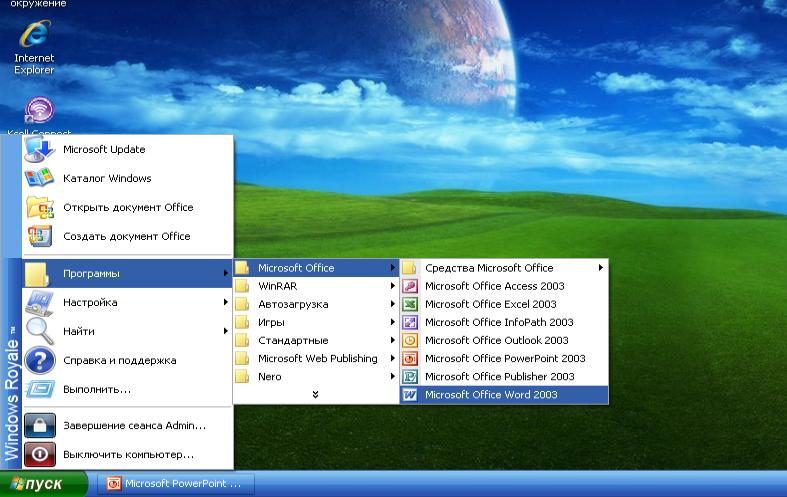 окружение
Internet
Explorer
Kcell Connect
Microsoft Update
Каталог Windows
Открыть документ Office
Создать документ Office
Программы
Настройка
Найти
Справка и поддержка
Выполнить...
Завершение сеанса Admin...
Выключить компьютер...
Windows Royale ™
Microsoft Office
WinRAR
Автозагрузка
Игры
Стандартные
Microsoft Web Publishing
Nero
Средства Microsoft Office
Microsoft Office Access 2003
Microsoft Office Excel 2003
Microsoft Office InfoPath 2003
Microsoft Office Outlook 2003
Microsoft Office PowerPoint 2003
Microsoft Office Publisher 2003
Microsoft Office Word 2003
пуск
Microsoft PowerPoint ...